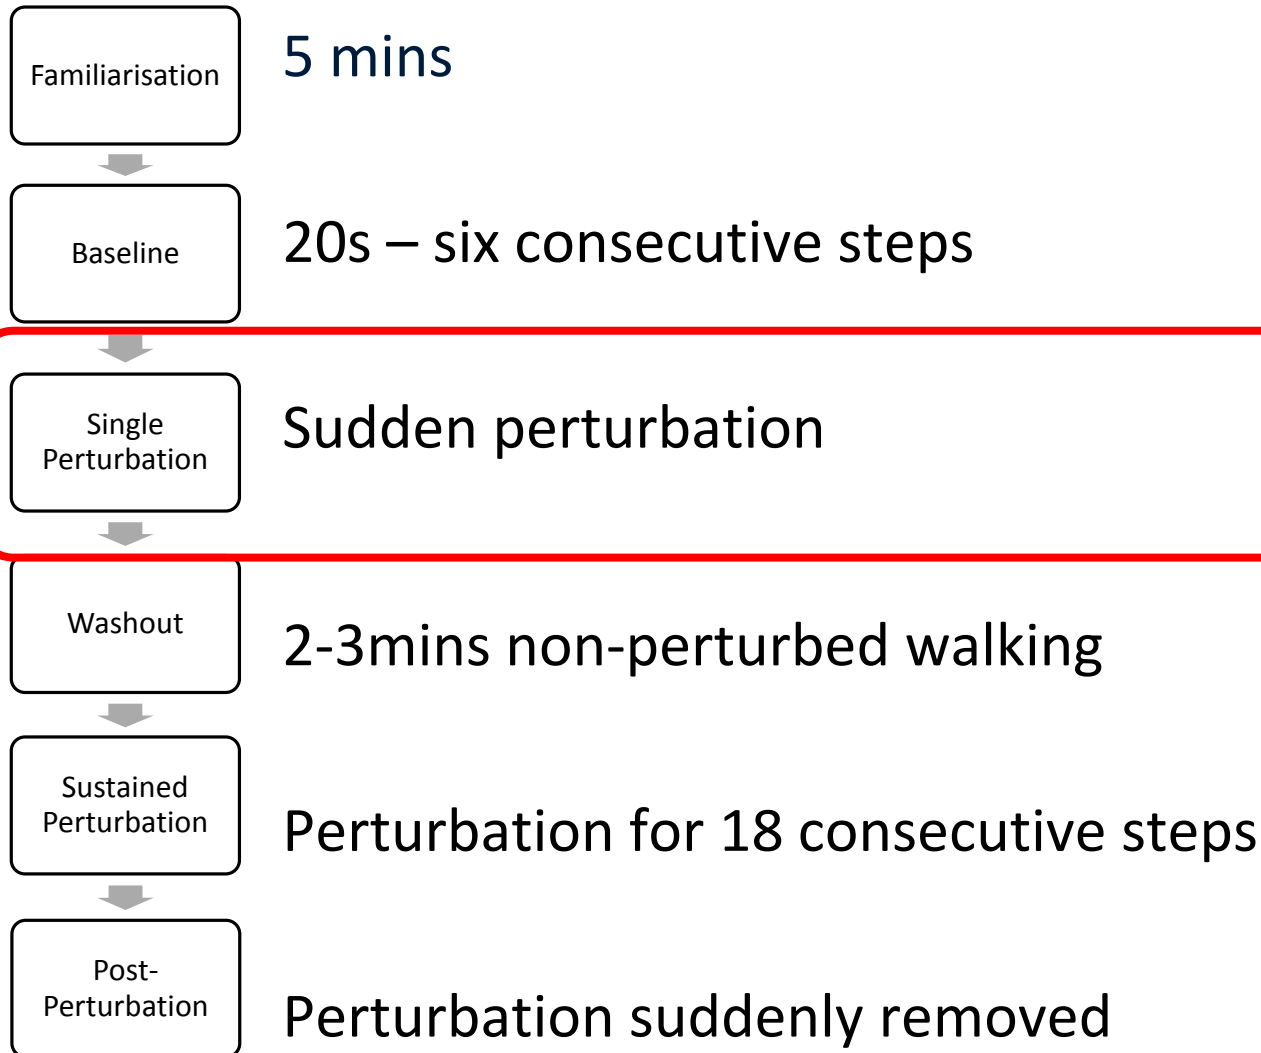 Familiarisation
5 mins
Baseline
20s – six consecutive steps
Single
Perturbation
Sudden perturbation
Washout
2-3mins non-perturbed walking
Sustained
Perturbation
Perturbation for 18 consecutive steps
Post-
Perturbation
Perturbation suddenly removed